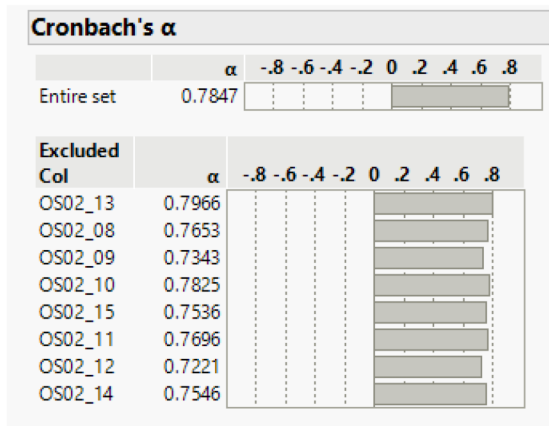 Cronbach's α
α -.8 -.6 -.4 -.2 0 .2 .4 .6 .8
Entire set 0.7847
Excluded
Col α -.8 -.6 -.4 -.2 0 .2 .4 .6 .8
OS02_13 0.7966
OS02_08 0.7653
OS02_09 0.7343
OS02_10 0.7825
OS02_15 0.7536
OS02_11 0.7696
OS02_12 0.7221
OS02_14 0.7546